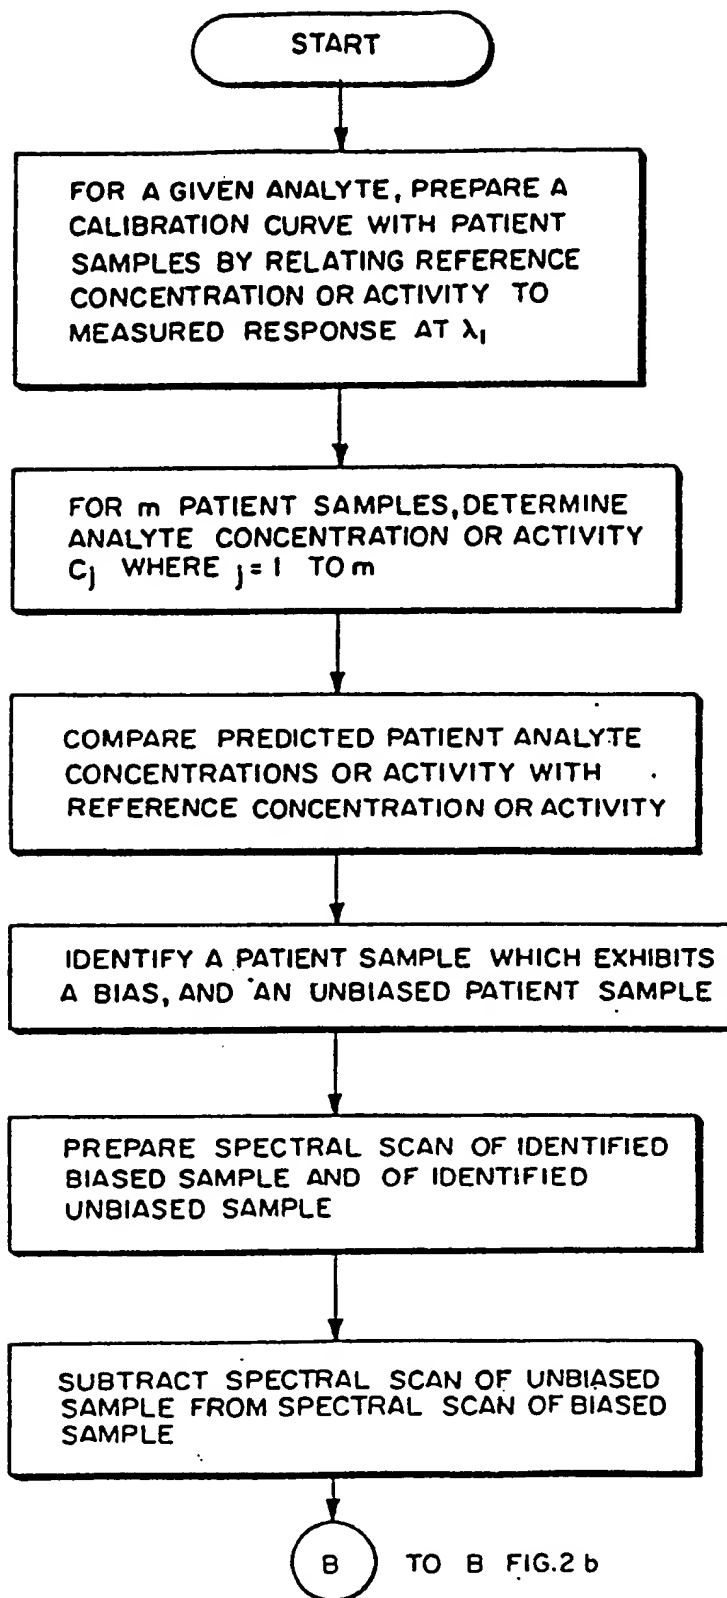 START
FOR A GIVEN ANALYTE, PREPARE A
CALIBRATION CURVE WITH PATIENT
SAMPLES BY RELATING REFERENCE
CONCENTRATION OR ACTIVITY TO
MEASURED RESPONSE AT λ₁
FOR m PATIENT SAMPLES, DETERMINE
ANALYTE CONCENTRATION OR ACTIVITY
Cj WHERE j = 1 TO m
COMPARE PREDICTED PATIENT ANALYTE
CONCENTRATIONS OR ACTIVITY WITH
REFERENCE CONCENTRATION OR ACTIVITY
IDENTIFY A PATIENT SAMPLE WHICH EXHIBITS
A BIAS, AND AN UNBIASED PATIENT SAMPLE
PREPARE SPECTRAL SCAN OF IDENTIFIED
BIASED SAMPLE AND OF IDENTIFIED
UNBIASED SAMPLE
SUBTRACT SPECTRAL SCAN OF UNBIASED
SAMPLE FROM SPECTRAL SCAN OF BIASED
SAMPLE
B TO B FIG.2 b